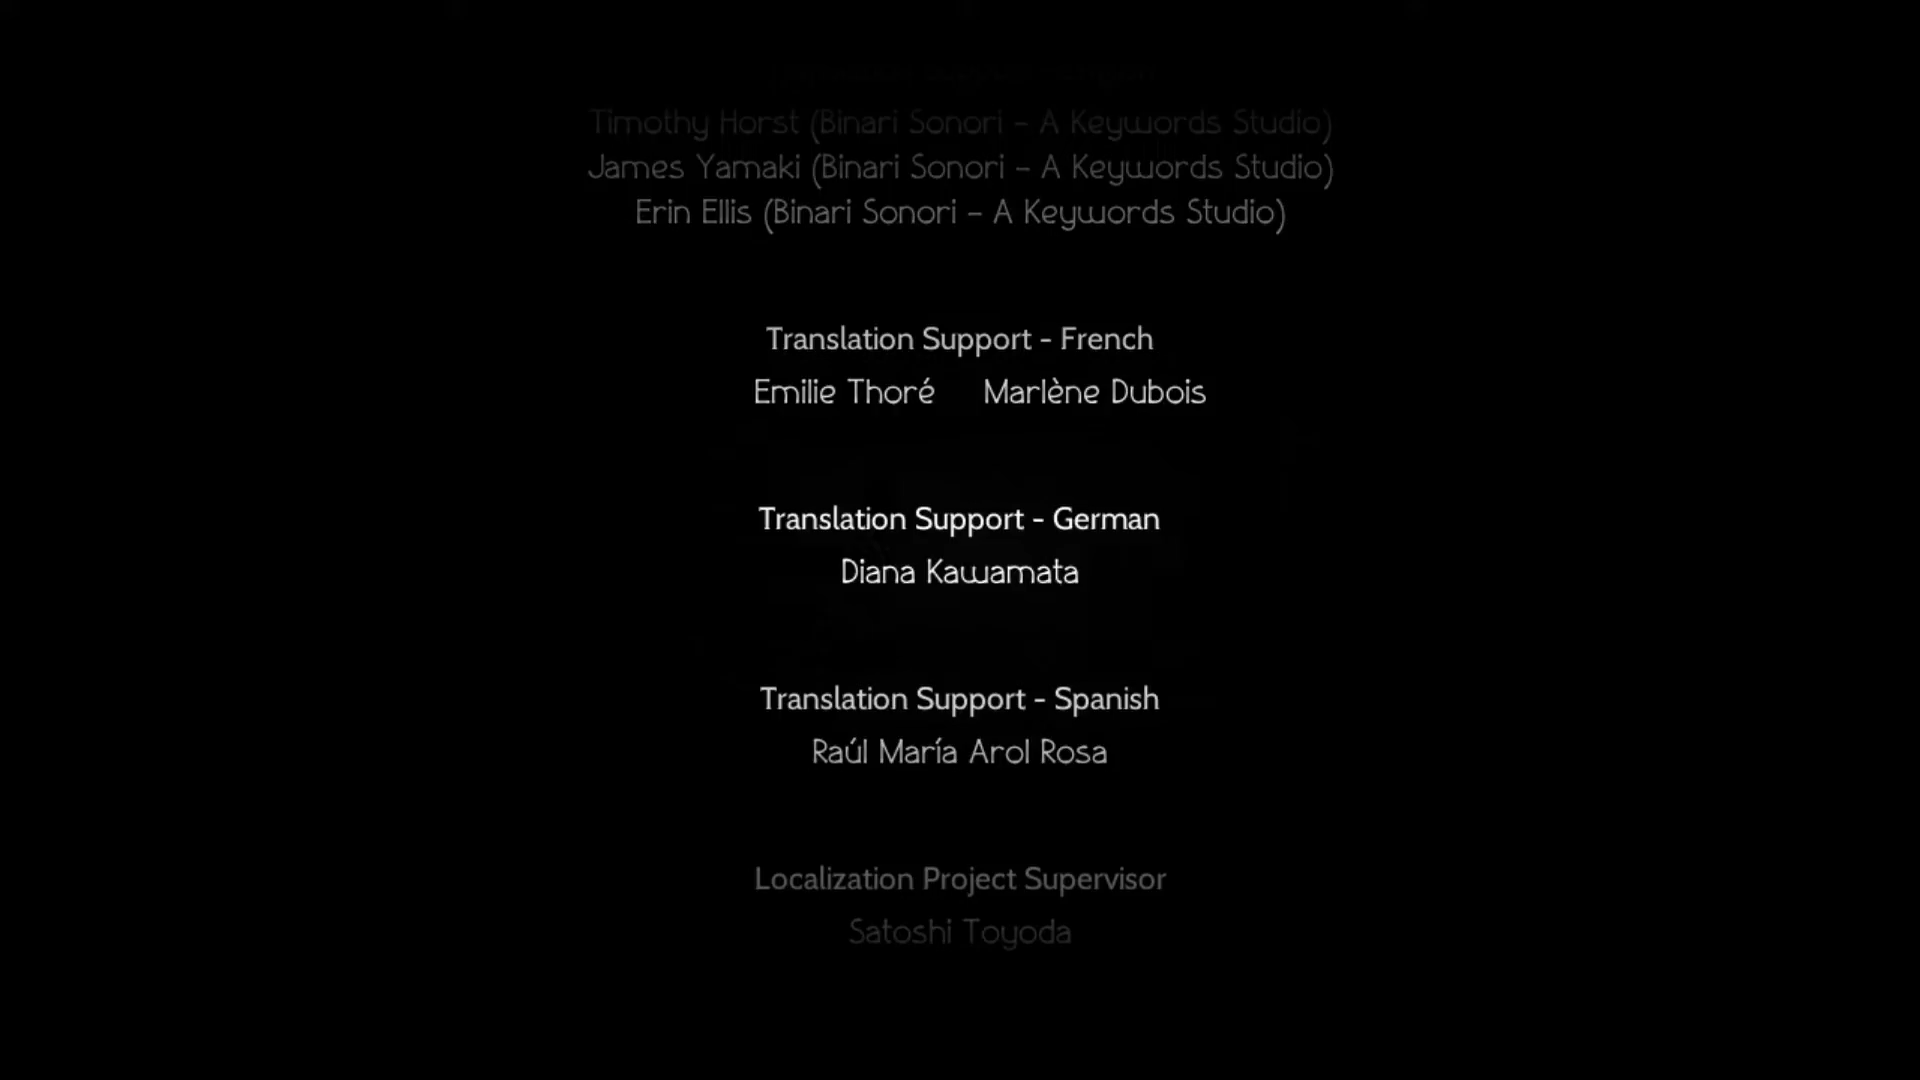 Timothy Horst (Binari Sonori – A Keywords Studio)
James Yamaki (Binari Sonori – A Keywords Studio)
Erin Ellis (Binari Sonori – A Keywords Studio)
Translation Support - French
Emilie Thoré Marlène Dubois
Translation Support - German
Diana Kawamata
Translation Support - Spanish
Raúl María Arol Rosa
Localization Project Supervisor
Satoshi Toyoda